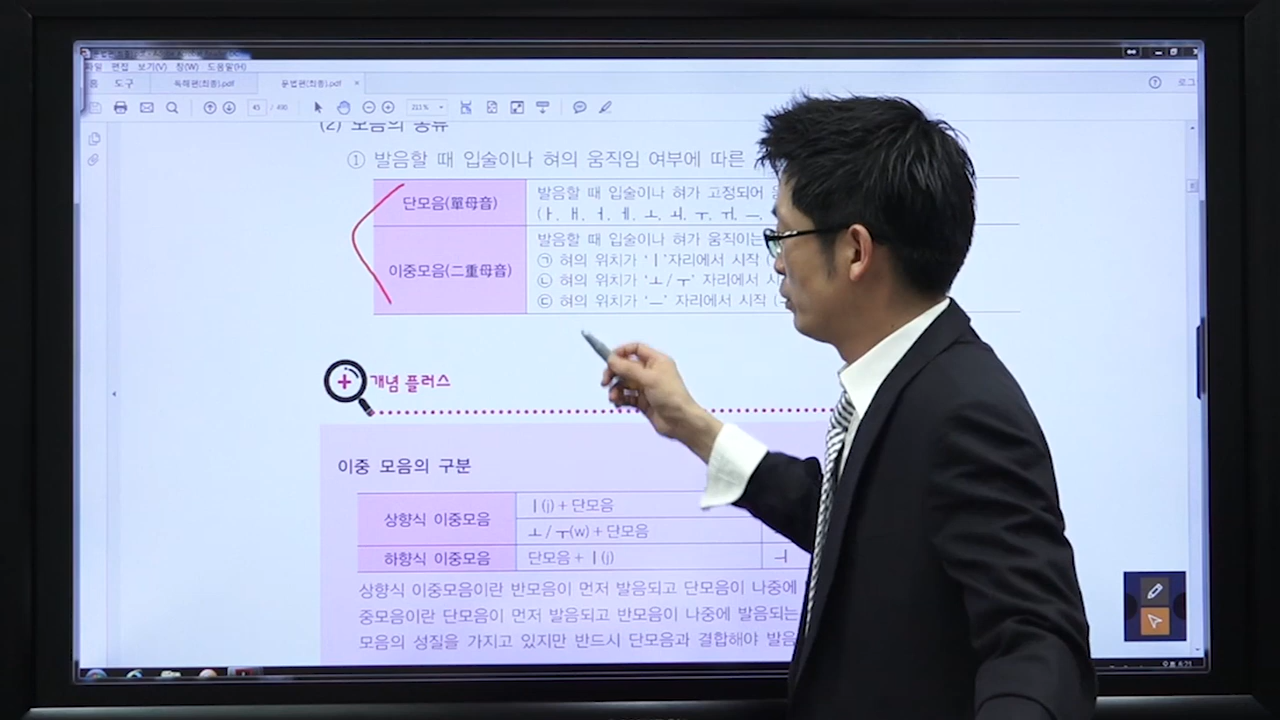 파일 편집 보기(V) 창(W) 도움말(H)
홈 도구 독해편(최종).pdf 문법편(최종).pdf × ? 로그
45 / 490 211%
(2) 모음의 종류
① 발음할 때 입술이나 혀의 움직임 여부에 따른
단모음(單母音) 발음할 때 입술이나 혀가 고정되어
(ㅏ, ㅐ, ㅓ, ㅔ, ㅗ, ㅚ, ㅜ, ㅟ, ㅡ,
이중모음(二重母音) 발음할 때 입술이나 혀가 움직이는
㉠ 혀의 위치가 'ㅣ'자리에서 시작 (
㉡ 혀의 위치가 'ㅗ/ㅜ' 자리에서 시
㉢ 혀의 위치가 'ㅡ' 자리에서 시작 (
개념 플러스
이중 모음의 구분
상향식 이중모음 ㅣ(j) + 단모음
ㅗ/ㅜ(w) + 단모음
하향식 이중모음 단모음 + ㅣ(j) ㅢ
상향식 이중모음이란 반모음이 먼저 발음되고 단모음이 나중에
중모음이란 단모음이 먼저 발음되고 반모음이 나중에 발음되는
모음의 성질을 가지고 있지만 반드시 단모음과 결합해야 발음
오후 6:21